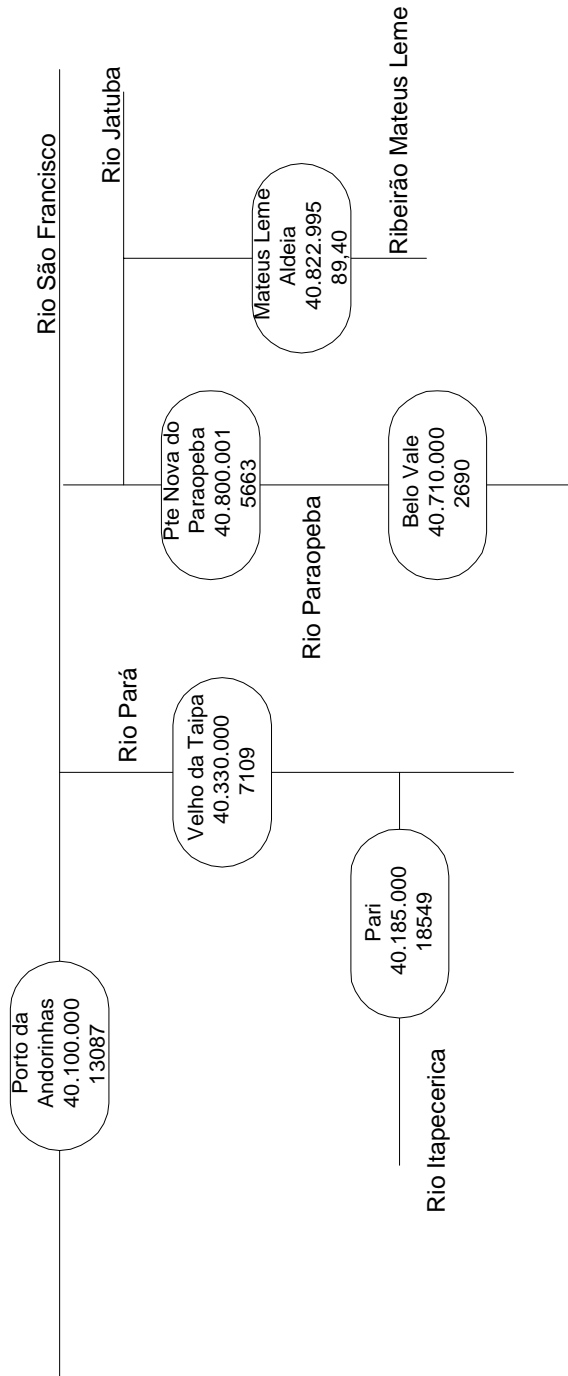 Rio São Francisco
Rio Jatuba
Ribeirão Mateus Leme
Mateus Leme
Aldeia
40.822.995
89,40
Pte Nova do
Paraopeba
40.800.001
5663
Belo Vale
40.710.000
2690
Rio Paraopeba
Rio Pará
Velho da Taipa
40.330.000
7109
Pari
40.185.000
18549
Rio Itapecerica
Porto da
Andorinhas
40.100.000
13087